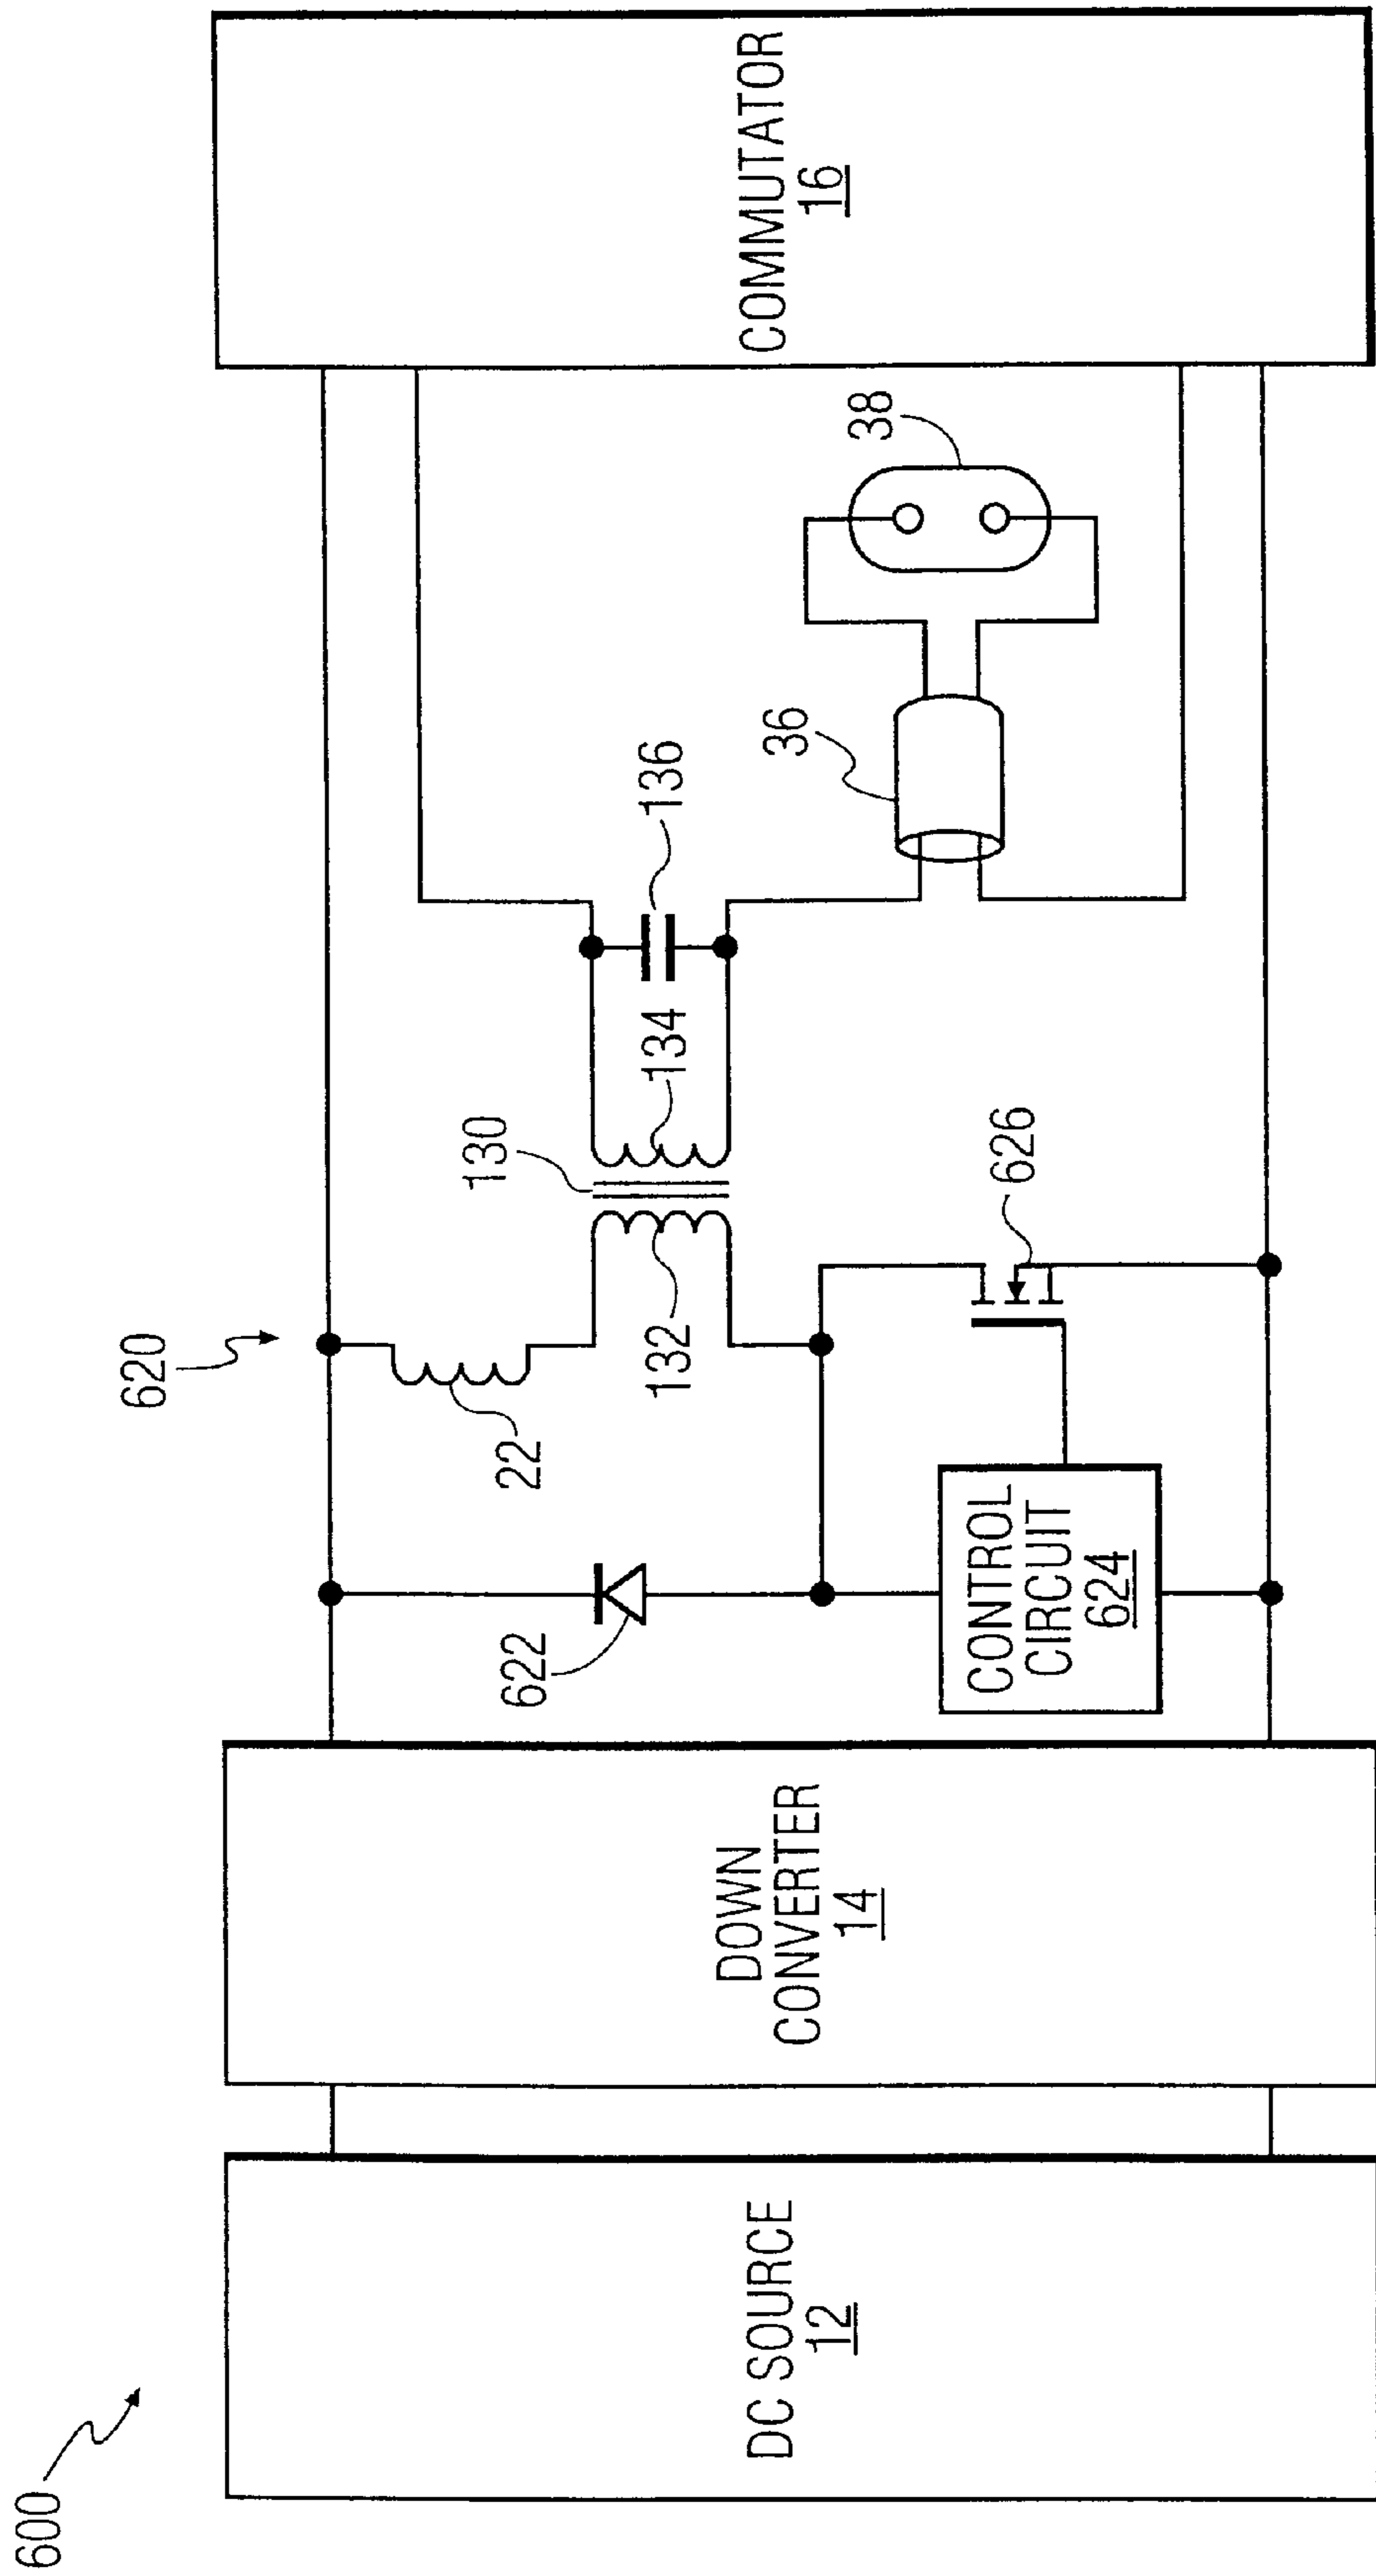 600
620
DC SOURCE
12
DOWN
CONVERTER
14
622
22
CONTROL
CIRCUIT
624
132
130
134
136
626
36
38
COMMUTATOR
16